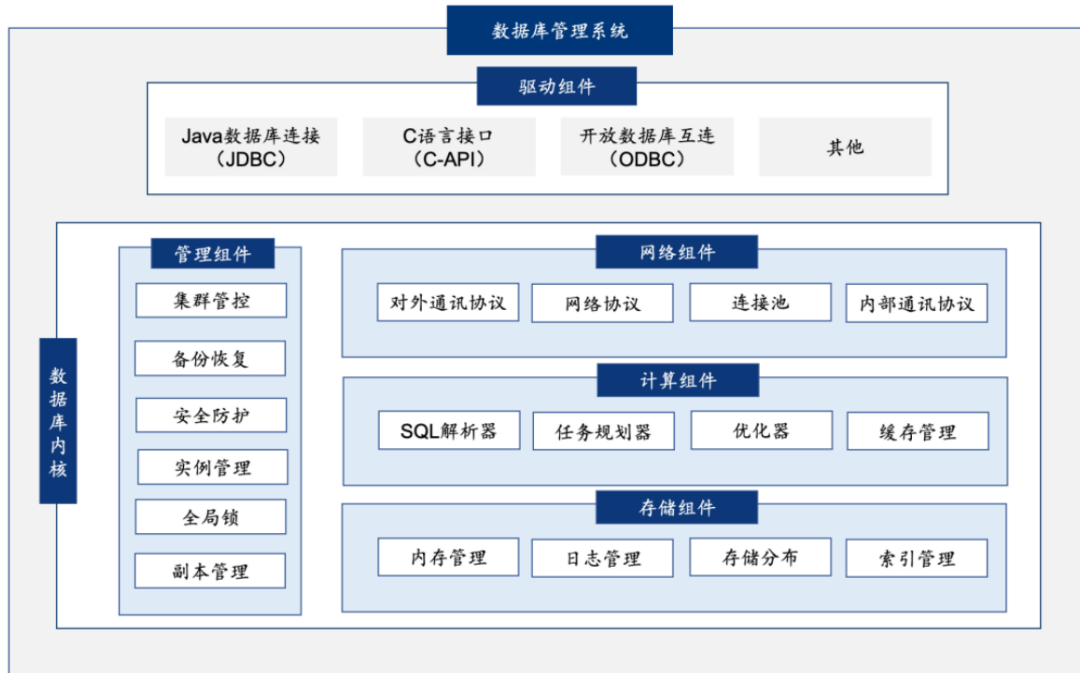 数据库管理系统
驱动组件
Java数据库连接
（JDBC）
C语言接口
（C-API）
开放数据库互连
（ODBC）
其他
数据库内核
管理组件
集群管控
备份恢复
安全防护
实例管理
全局锁
副本管理
网络组件
对外通讯协议
网络协议
连接池
内部通讯协议
计算组件
SQL解析器
任务规划器
优化器
缓存管理
存储组件
内存管理
日志管理
存储分布
索引管理